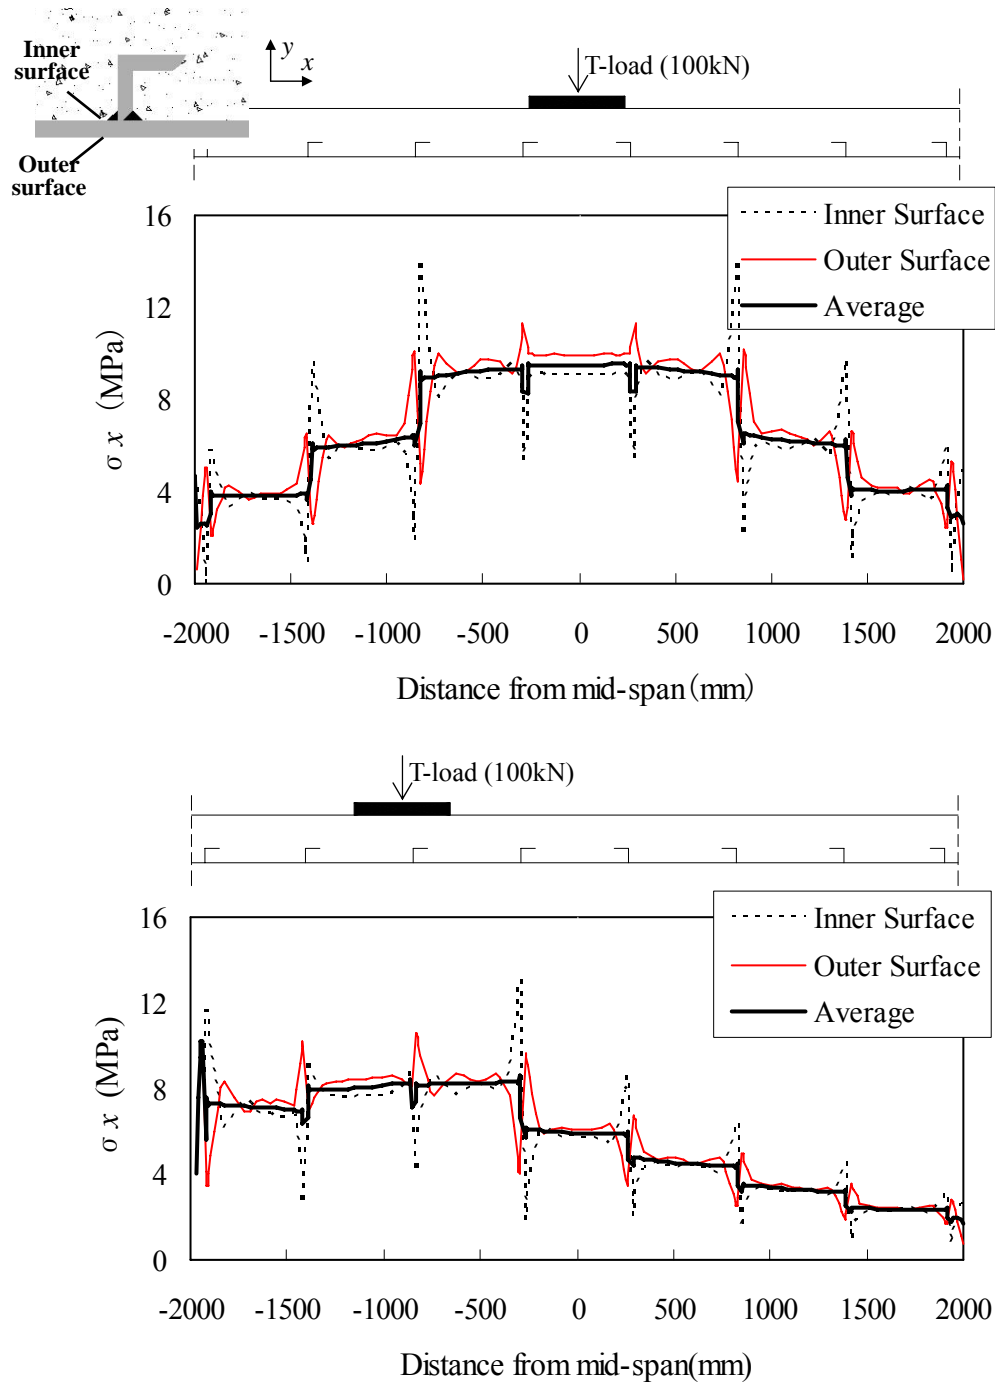 Inner
surface
Outer
surface
y
x
T-load (100kN)
Inner Surface
Outer Surface
Average
16
12
8
4
0
σ x (MPa)
-2000 -1500 -1000 -500 0 500 1000 1500 2000
Distance from mid-span(mm)
T-load (100kN)
Inner Surface
Outer Surface
Average
16
12
8
4
0
σ x (MPa)
-2000 -1500 -1000 -500 0 500 1000 1500 2000
Distance from mid-span(mm)